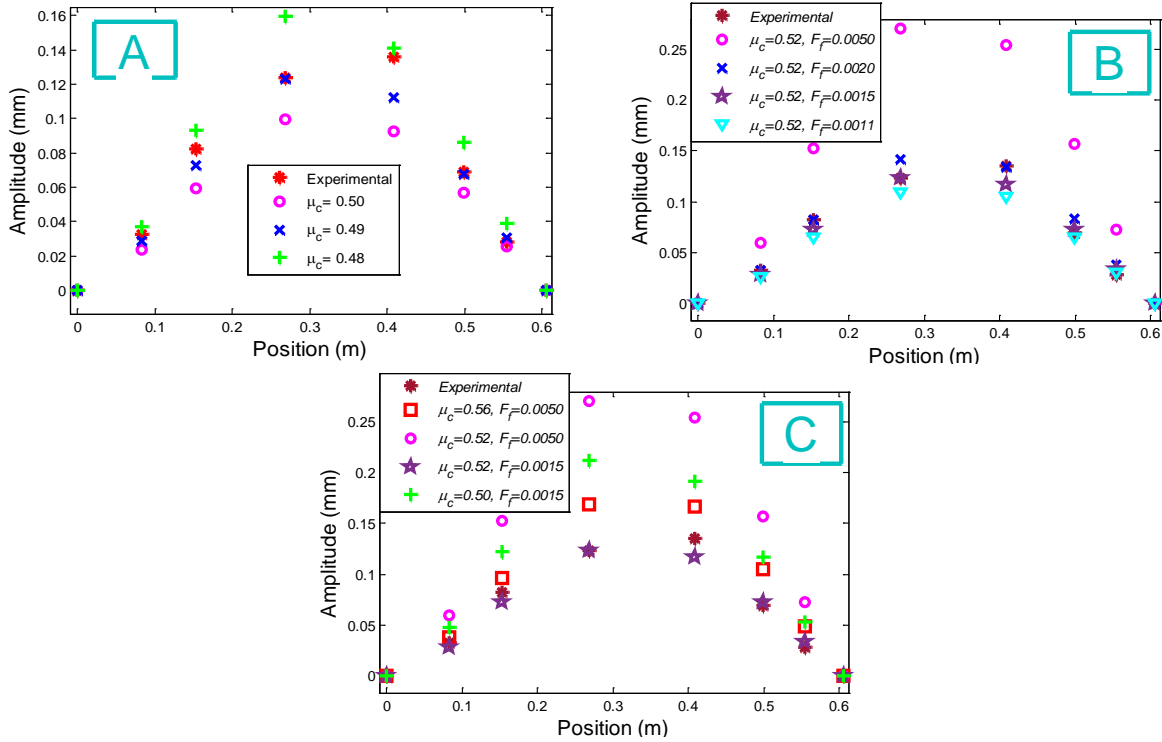 A
0.16
0.14
0.12
0.1
0.08
0.06
0.04
0.02
0
Amplitude (mm)
Experimental
μc= 0.50
μc= 0.49
μc= 0.48
0 0.1 0.2 0.3 0.4 0.5 0.6
Position (m)
B
Experimental
μc=0.52, Ff=0.0050
μc=0.52, Ff=0.0020
μc=0.52, Ff=0.0015
μc=0.52, Ff=0.0011
0.25
0.2
0.15
0.1
0.05
0
Amplitude (mm)
0 0.1 0.2 0.3 0.4 0.5 0.6
Position (m)
C
Experimental
μc=0.56, Ff=0.0050
μc=0.52, Ff=0.0050
μc=0.52, Ff=0.0015
μc=0.50, Ff=0.0015
0.25
0.2
0.15
0.1
0.05
0
Amplitude (mm)
0 0.1 0.2 0.3 0.4 0.5 0.6
Position (m)